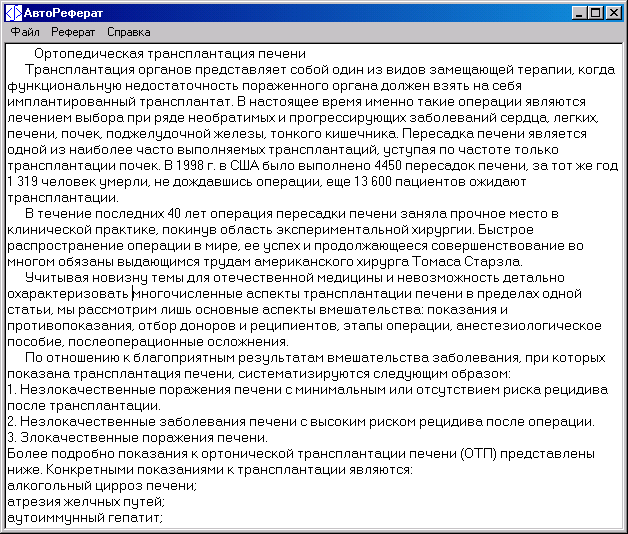 АвтоРеферат
Файл Реферат Справка
Ортопедическая трансплантация печени
Трансплантация органов представляет собой один из видов замещающей терапии, когда
функциональную недостаточность пораженного органа должен взять на себя
имплантированный трансплантат. В настоящее время именно такие операции являются
лечением выбора при ряде необратимых и прогрессирующих заболеваний сердца, легких,
печени, почек, поджелудочной железы, тонкого кишечника. Пересадка печени является
одной из наиболее часто выполняемых трансплантаций, уступая по частоте только
трансплантации почек. В 1998 г. в США было выполнено 4450 пересадок печени, за тот же год
1 319 человек умерли, не дождавшись операции, еще 13 600 пациентов ожидают
трансплантации.
В течение последних 40 лет операция пересадки печени заняла прочное место в
клинической практике, покинув область экспериментальной хирургии. Быстрое
распространение операции в мире, ее успех и продолжающееся совершенствование во
многом обязаны выдающимся трудам американского хирурга Томаса Старзла.
Учитывая новизну темы для отечественной медицины и невозможность детально
охарактеризовать многочисленные аспекты трансплантации печени в пределах одной
статьи, мы рассмотрим лишь основные аспекты вмешательства: показания и
противопоказания, отбор доноров и реципиентов, этапы операции, анестезиологическое
пособие, послеоперационные осложнения.
По отношению к благоприятным результатам вмешательства заболевания, при которых
показана трансплантация печени, систематизируются следующим образом:
1. Незлокачественные поражения печени с минимальным или отсутствием риска рецидива
после трансплантации.
2. Незлокачественные заболевания печени с высоким риском рецидива после операции.
3. Злокачественные поражения печени.
Более подробно показания к ортонической трансплантации печени (ОТП) представлены
ниже. Конкретными показаниями к трансплантации являются:
алкогольный цирроз печени;
атрезия желчных путей;
аутоиммунный гепатит;